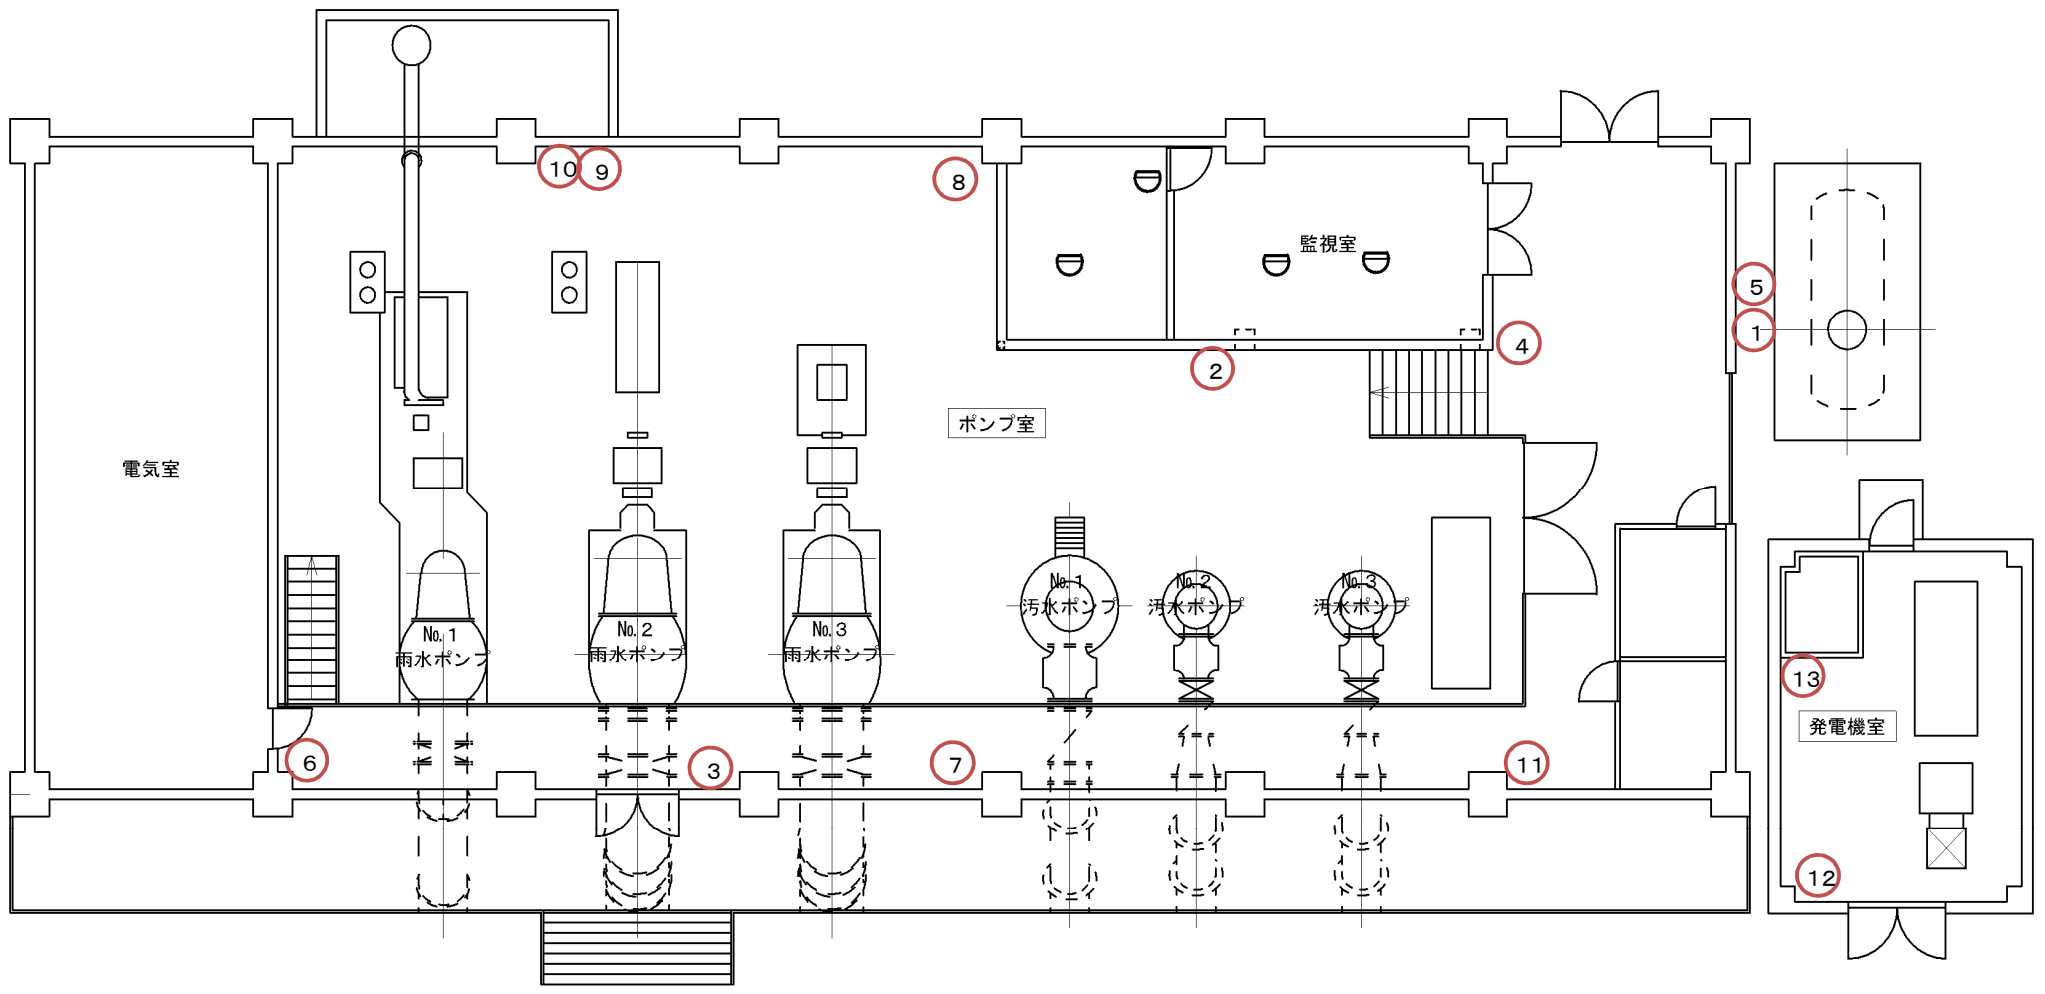 10
9
8
監視室
5
1
4
2
ポンプ室
電気室
№.1
汚水ポンプ
№.2
汚水ポンプ
№.3
汚水ポンプ
№.1
雨水ポンプ
№.2
雨水ポンプ
№.3
雨水ポンプ
13
発電機室
6
3
7
11
12